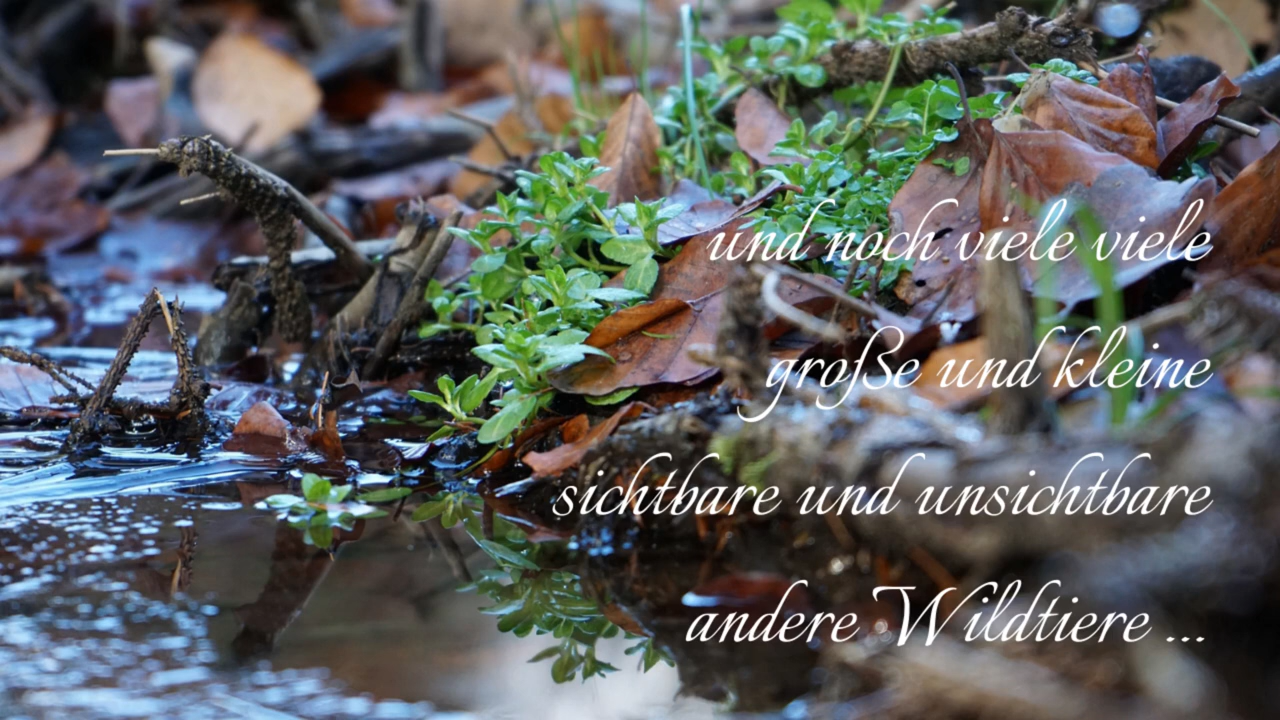 und noch viele viele
große und kleine
sichtbare und unsichtbare
andere Wildtiere ...